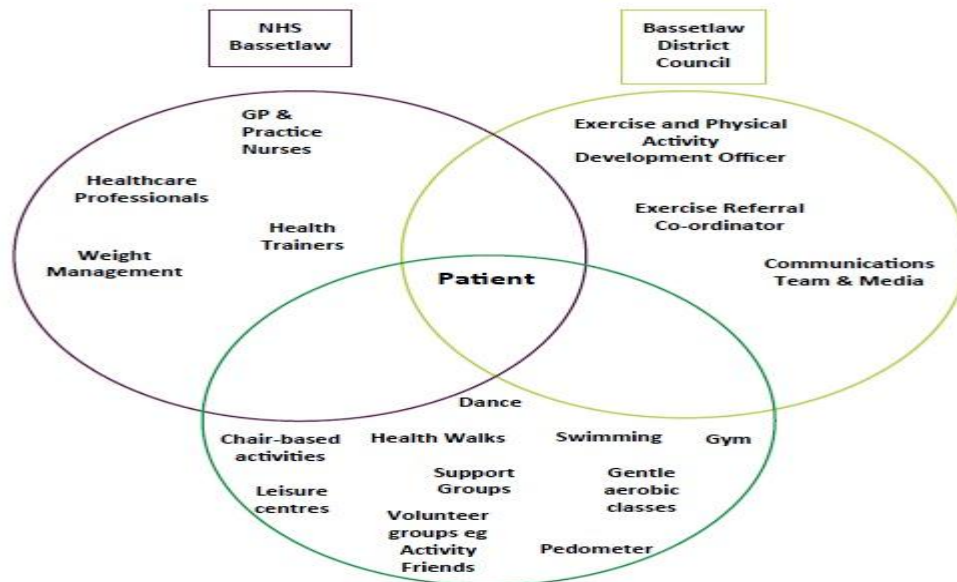 NHS
Bassetlaw
Bassetlaw
District
Council
GP &
Practice
Nurses
Healthcare
Professionals
Health
Trainers
Weight
Management
Exercise and Physical
Activity
Development Officer
Exercise Referral
Co-ordinator
Communications
Team & Media
Patient
Dance
Chair-based
activities
Health Walks
Swimming
Gym
Support
Groups
Gentle
aerobic
classes
Leisure
centres
Volunteer
groups eg
Activity
Friends
Pedometer